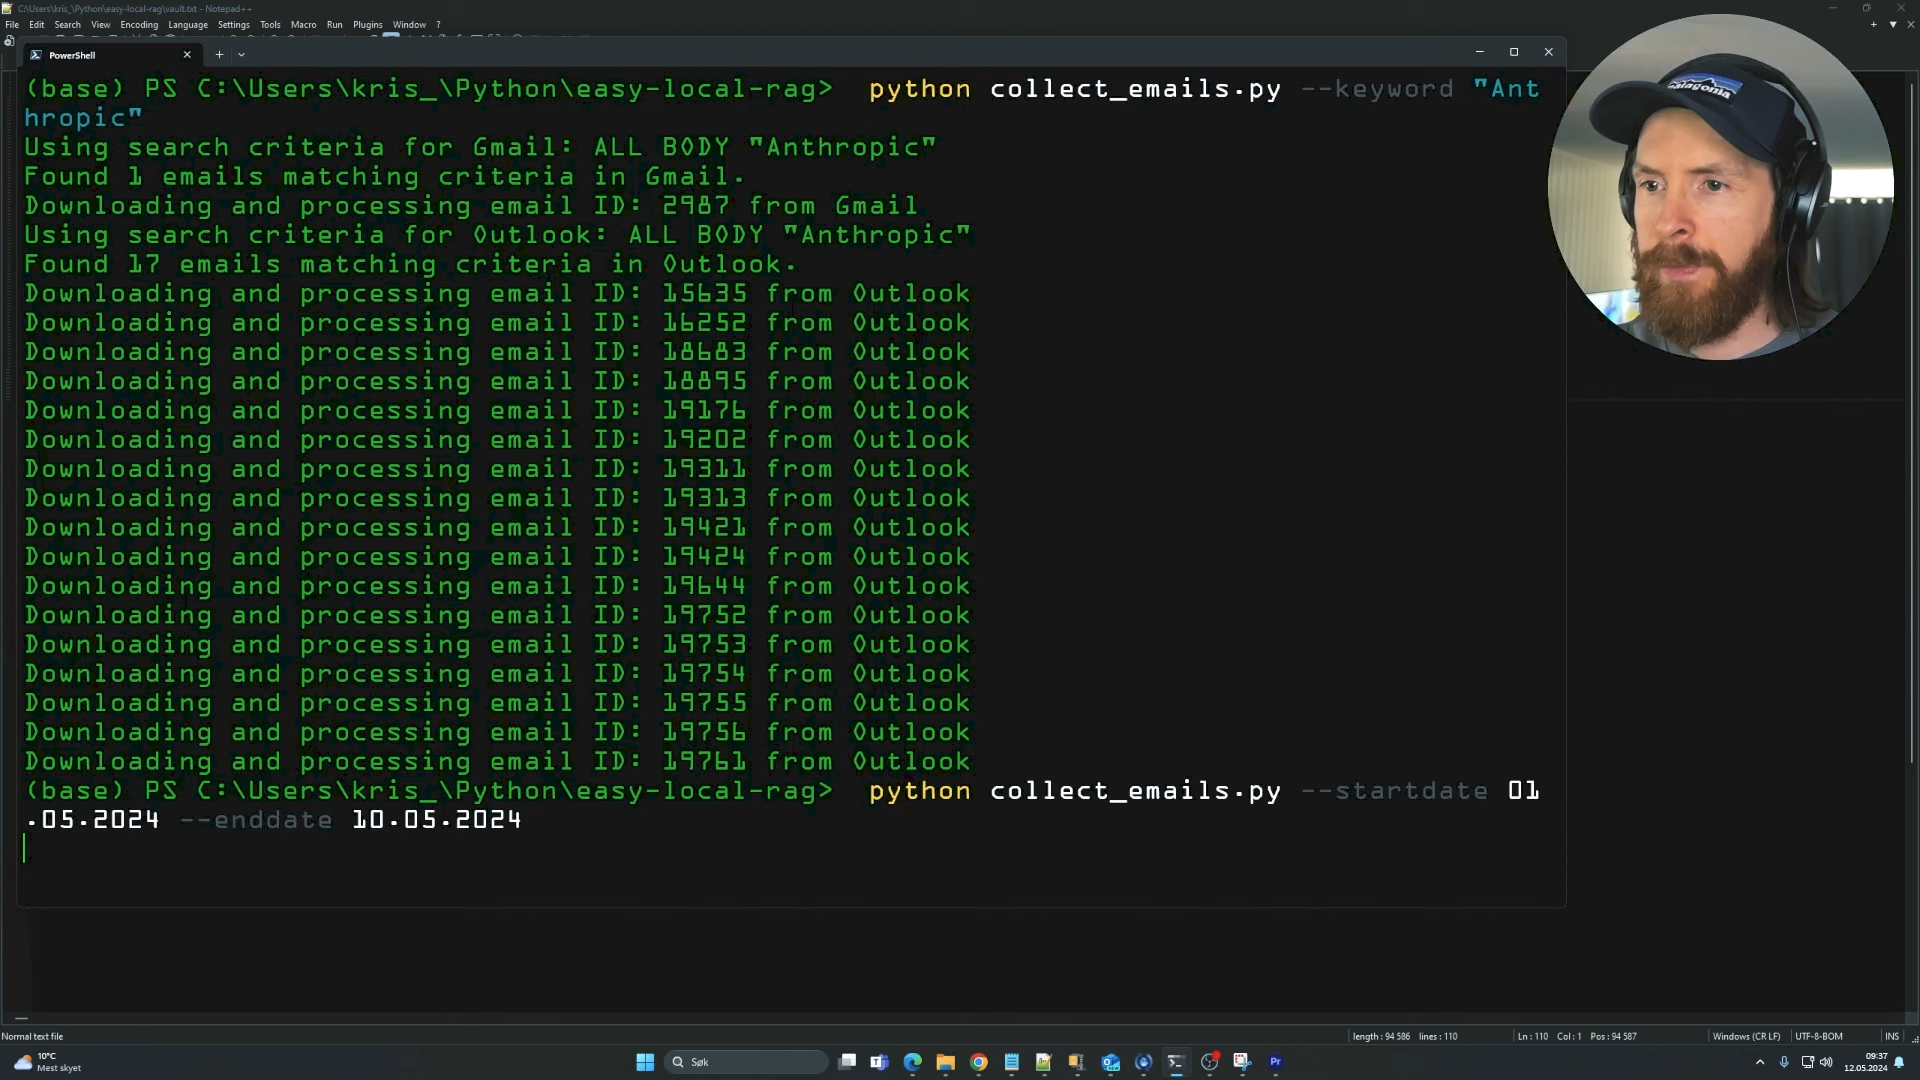 C:\Users\kris_\Python\easy-local-rag\vault.txt - Notepad++
File Edit Search View Encoding Language Settings Tools Macro Run Plugins Window ?
PowerShell
(base) PS C:\Users\kris_\Python\easy-local-rag> python collect_emails.py --keyword "Ant
hropic"
Using search criteria for Gmail: ALL BODY "Anthropic"
Found 1 emails matching criteria in Gmail.
Downloading and processing email ID: 2987 from Gmail
Using search criteria for Outlook: ALL BODY "Anthropic"
Found 17 emails matching criteria in Outlook.
Downloading and processing email ID: 15635 from Outlook
Downloading and processing email ID: 16252 from Outlook
Downloading and processing email ID: 18683 from Outlook
Downloading and processing email ID: 18895 from Outlook
Downloading and processing email ID: 19176 from Outlook
Downloading and processing email ID: 19202 from Outlook
Downloading and processing email ID: 19311 from Outlook
Downloading and processing email ID: 19313 from Outlook
Downloading and processing email ID: 19421 from Outlook
Downloading and processing email ID: 19424 from Outlook
Downloading and processing email ID: 19644 from Outlook
Downloading and processing email ID: 19752 from Outlook
Downloading and processing email ID: 19753 from Outlook
Downloading and processing email ID: 19754 from Outlook
Downloading and processing email ID: 19755 from Outlook
Downloading and processing email ID: 19756 from Outlook
Downloading and processing email ID: 19761 from Outlook
(base) PS C:\Users\kris_\Python\easy-local-rag> python collect_emails.py --startdate 01
.05.2024 --enddate 10.05.2024
patagonia
Normal text file length : 94 586 lines : 110 Ln : 110 Col : 1 Pos : 94 587 Windows (CR LF) UTF-8-BOM INS
10°C
Mest skyet
Søk
09:37
12.05.2024